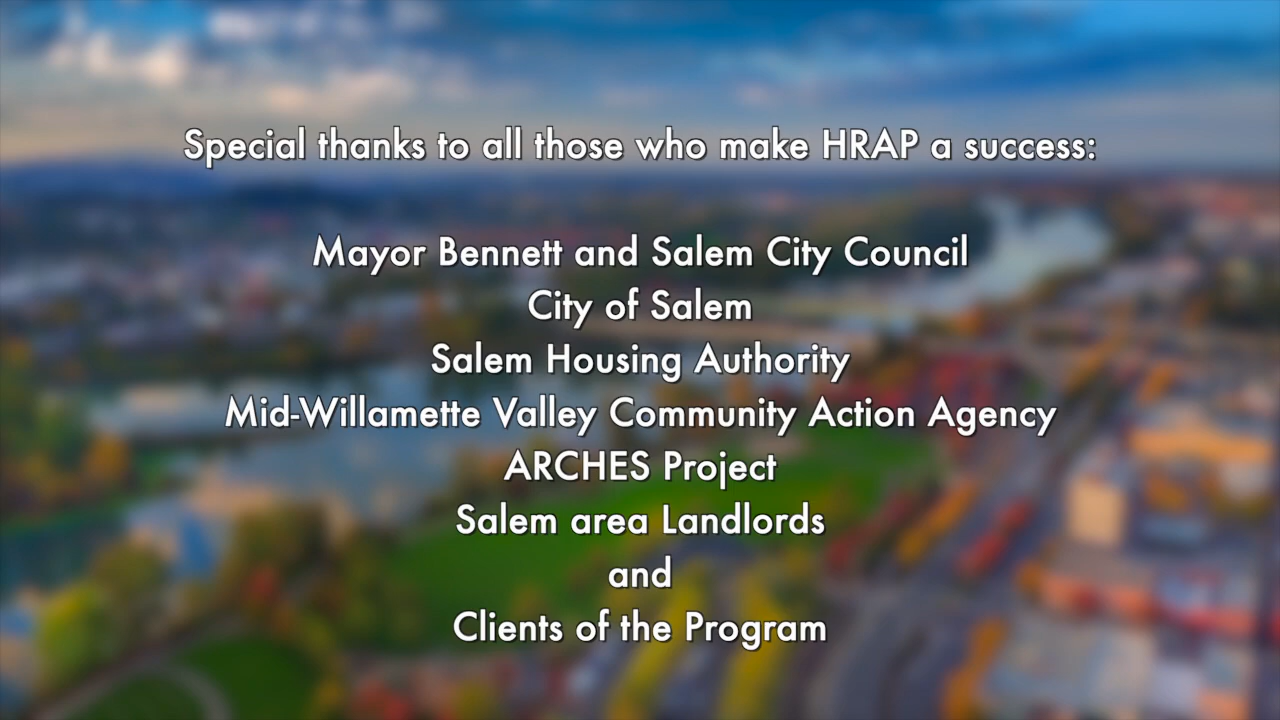 Special thanks to all those who make HRAP a success:
Mayor Bennett and Salem City Council
City of Salem
Salem Housing Authority
Mid-Willamette Valley Community Action Agency
ARCHES Project
Salem area Landlords
and
Clients of the Program